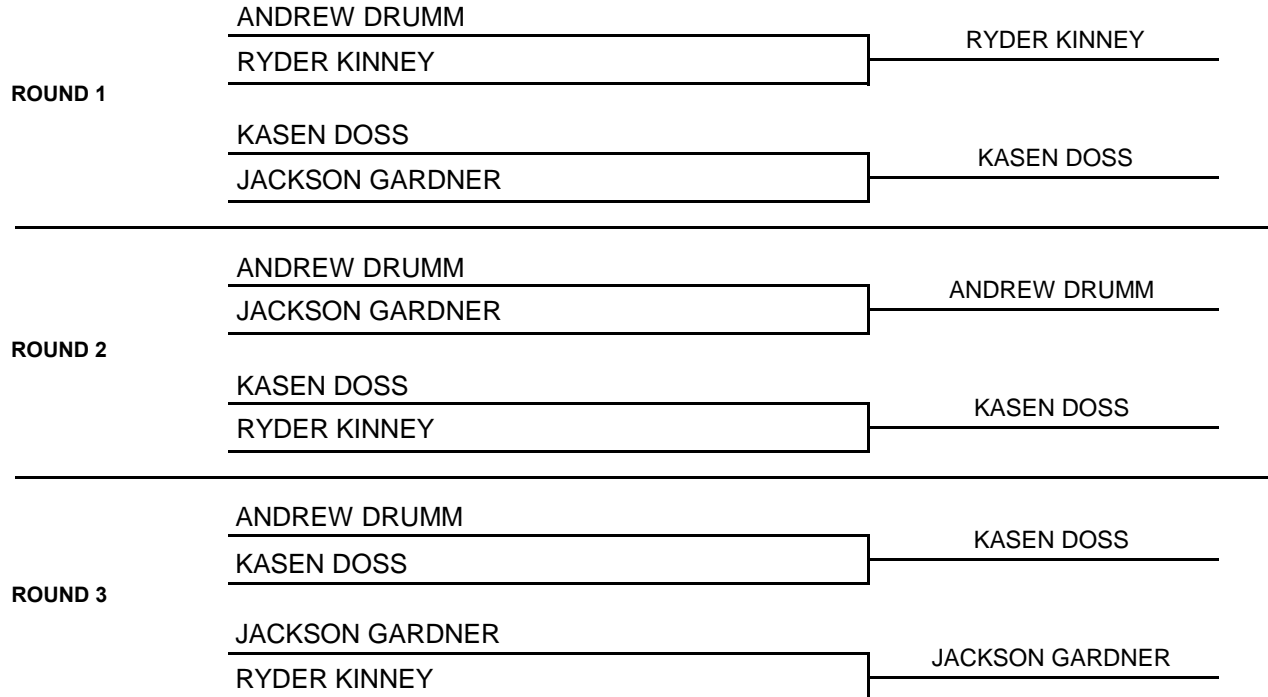 ANDREW DRUMM
RYDER KINNEY
RYDER KINNEY
ROUND 1
KASEN DOSS
JACKSON GARDNER
KASEN DOSS
ANDREW DRUMM
JACKSON GARDNER
ANDREW DRUMM
ROUND 2
KASEN DOSS
RYDER KINNEY
KASEN DOSS
ANDREW DRUMM
KASEN DOSS
KASEN DOSS
ROUND 3
JACKSON GARDNER
RYDER KINNEY
JACKSON GARDNER